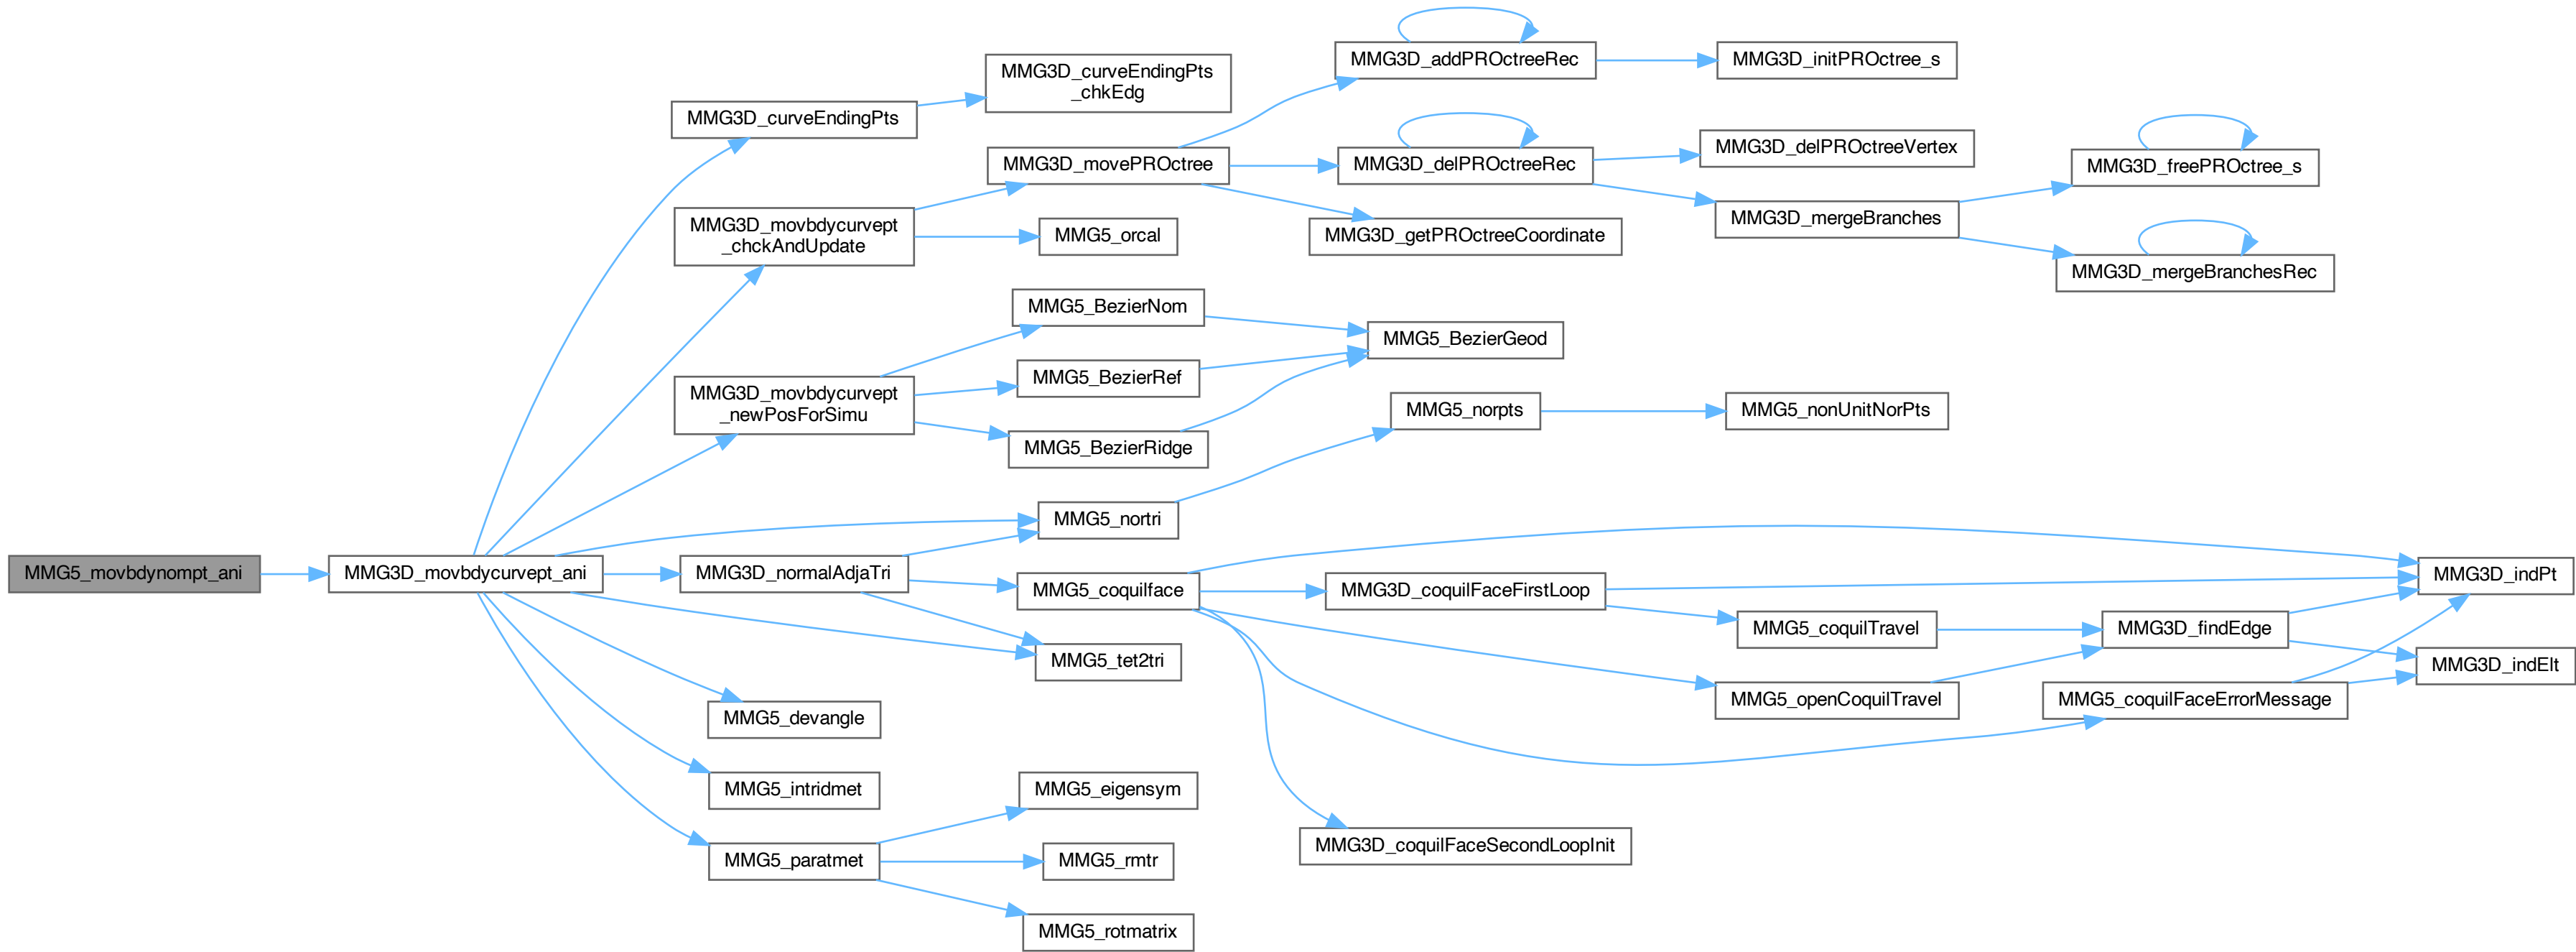 MMG5_movbdynompt_ani
MMG3D_movbdycurvept_ani
MMG3D_curveEndingPts
MMG3D_curveEndingPts
_chkEdg
MMG3D_movbdycurvept
_chckAndUpdate
MMG3D_movePROctree
MMG3D_addPROctreeRec
MMG3D_initPROctree_s
MMG3D_delPROctreeRec
MMG3D_delPROctreeVertex
MMG3D_mergeBranches
MMG3D_freePROctree_s
MMG3D_mergeBranchesRec
MMG3D_getPROctreeCoordinate
MMG5_orcal
MMG3D_movbdycurvept
_newPosForSimu
MMG5_BezierNom
MMG5_BezierGeod
MMG5_BezierRef
MMG5_BezierRidge
MMG5_nortri
MMG5_norpts
MMG5_nonUnitNorPts
MMG3D_normalAdjaTri
MMG5_coquilface
MMG3D_coquilFaceFirstLoop
MMG3D_indPt
MMG5_coquilTravel
MMG3D_findEdge
MMG3D_indElt
MMG5_openCoquilTravel
MMG5_coquilFaceErrorMessage
MMG3D_coquilFaceSecondLoopInit
MMG5_tet2tri
MMG5_devangle
MMG5_intridmet
MMG5_paratmet
MMG5_eigensym
MMG5_rmtr
MMG5_rotmatrix